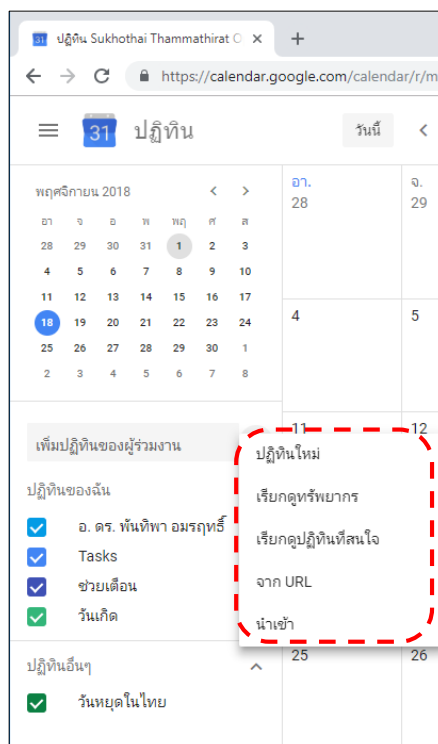 ปฏิทิน Sukhothai Thammathirat O
https://calendar.google.com/calendar/r/m
31 ปฏิทิน วันนี้
พฤศจิกายน 2018
อา จ อ พ พฤ ศ ส
28 29 30 31 1 2 3
4 5 6 7 8 9 10
11 12 13 14 15 16 17
18 19 20 21 22 23 24
25 26 27 28 29 30 1
2 3 4 5 6 7 8
อา. จ.
28 29
4 5
11 12
25 26
เพิ่มปฏิทินของผู้ร่วมงาน
ปฏิทินใหม่
เรียกดูทรัพยากร
เรียกดูปฏิทินที่สนใจ
จาก URL
นำเข้า
ปฏิทินของฉัน
อ. ดร. พันทิพา อมรฤทธิ์
Tasks
ช่วยเตือน
วันเกิด
ปฏิทินอื่นๆ
วันหยุดในไทย